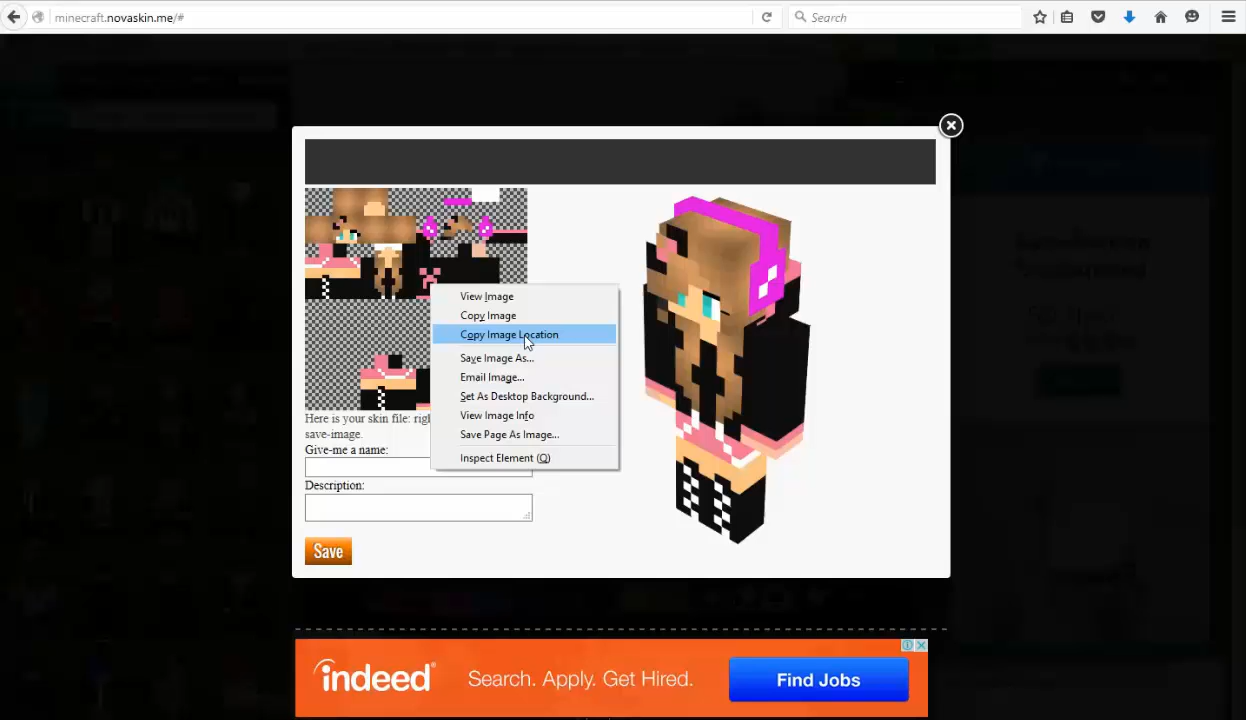 minecraft.novaskin.me/#
Search
View Image
Copy Image
Copy Image Location
Save Image As...
Email Image...
Set As Desktop Background...
View Image Info
Save Page As Image...
Inspect Element (Q)
Here is your skin file:
save-image.
Give-me a name:
Description:
Save
indeed
Search. Apply. Get Hired.
Find Jobs